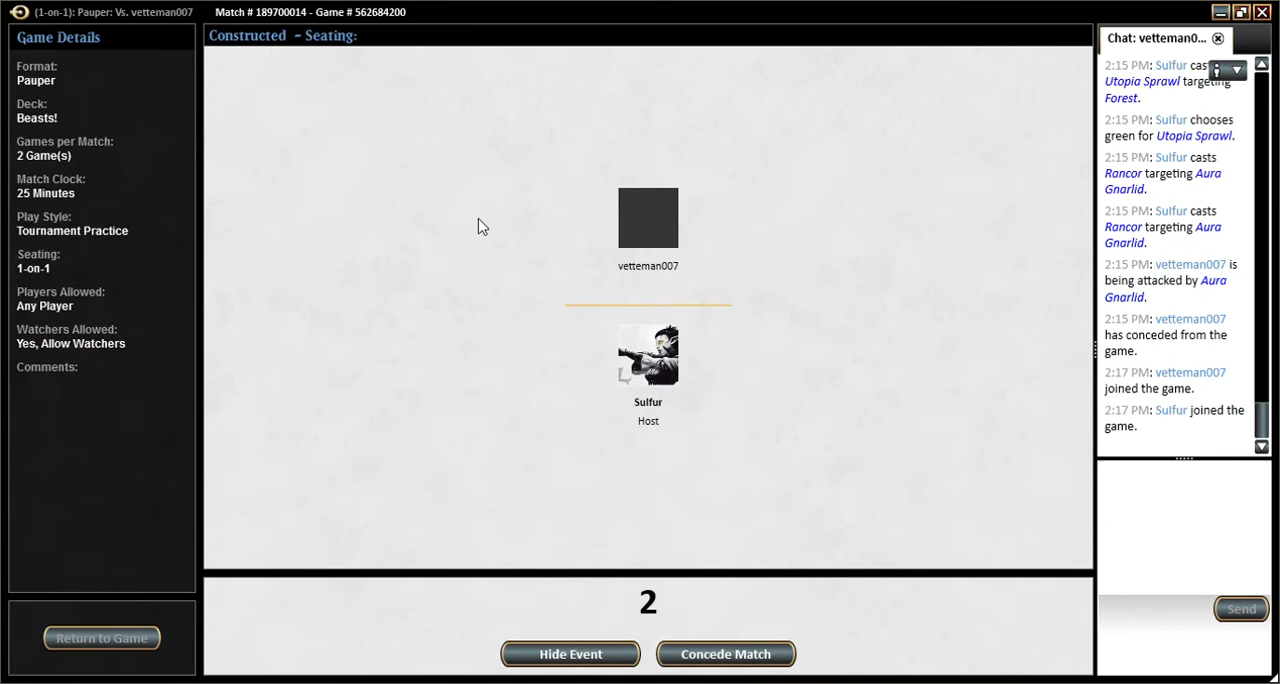 (1-on-1): Pauper: Vs. vetteman007
Match # 189700014 - Game # 562684200
Game Details
Format:
Pauper
Deck:
Beasts!
Games per Match:
2 Game(s)
Match Clock:
25 Minutes
Play Style:
Tournament Practice
Seating:
1-on-1
Players Allowed:
Any Player
Watchers Allowed:
Yes, Allow Watchers
Comments:
Return to Game
Constructed - Seating:
vetteman007
Sulfur
Host
2
Hide Event
Concede Match
Chat: vetteman0...
2:15 PM: Sulfur cas
Utopia Sprawl targeting
Forest.
2:15 PM: Sulfur chooses
green for Utopia Sprawl.
2:15 PM: Sulfur casts
Rancor targeting Aura
Gnarlid.
2:15 PM: Sulfur casts
Rancor targeting Aura
Gnarlid.
2:15 PM: vetteman007 is
being attacked by Aura
Gnarlid.
2:15 PM: vetteman007
has conceded from the
game.
2:17 PM: vetteman007
joined the game.
2:17 PM: Sulfur joined the
game.
Send